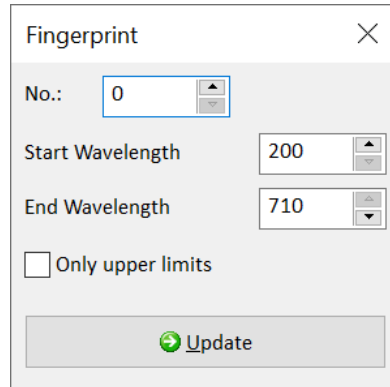 Fingerprint
No.: 0
Start Wavelength 200
End Wavelength 710
Only upper limits
Update